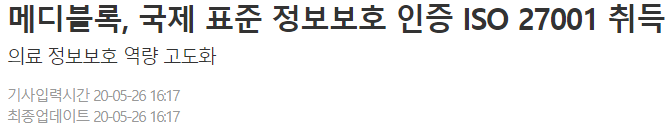 메디블록, 국제 표준 정보보호 인증 ISO 27001 취득
의료 정보보호 역량 고도화
기사입력시간 20-05-26 16:17
최종업데이트 20-05-26 16:17